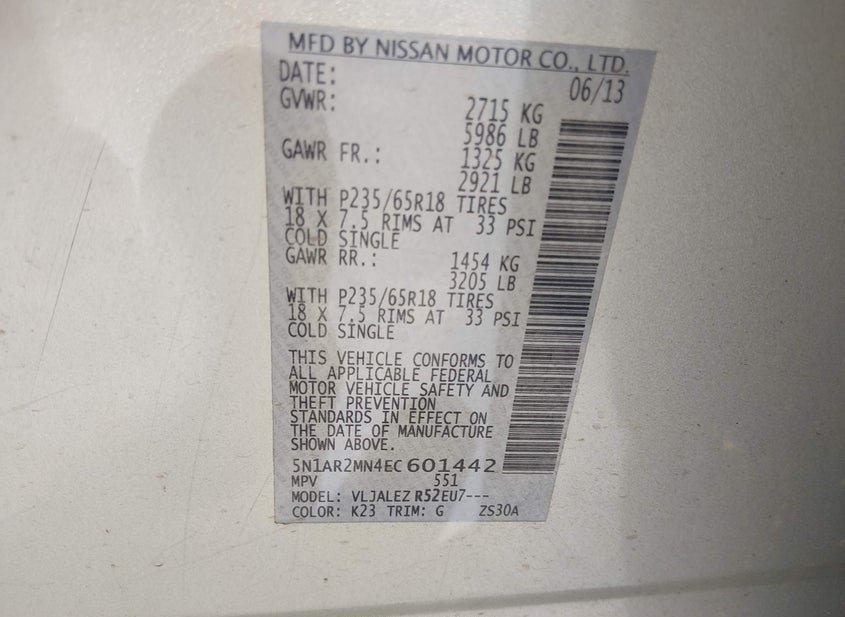 MFD BY NISSAN MOTOR CO., LTD.
DATE: 06/13
GVWR: 2715 KG
5986 LB
GAWR FR.: 1325 KG
2921 LB
WITH P235/65R18 TIRES
18 X 7.5 RIMS AT 33 PSI
COLD SINGLE
GAWR RR.: 1454 KG
3205 LB
WITH P235/65R18 TIRES
18 X 7.5 RIMS AT 33 PSI
COLD SINGLE
THIS VEHICLE CONFORMS TO
ALL APPLICABLE FEDERAL
MOTOR VEHICLE SAFETY AND
THEFT PREVENTION
STANDARDS IN EFFECT ON
THE DATE OF MANUFACTURE
SHOWN ABOVE.
5N1AR2MN4EC601442
MPV 551
MODEL: VLJALEZ R52EU7---
COLOR: K23 TRIM: G ZS30A